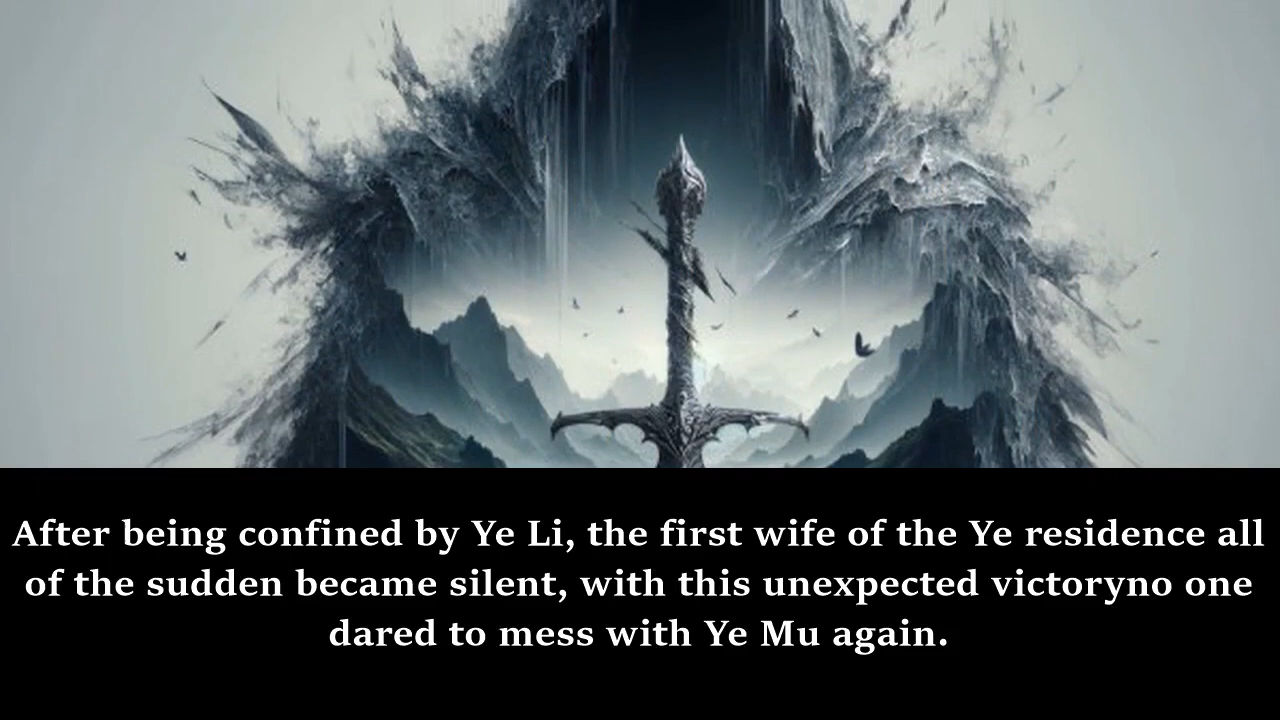 After being confined by Ye Li, the first wife of the Ye residence all
of the sudden became silent, with this unexpected victoryno one
dared to mess with Ye Mu again.